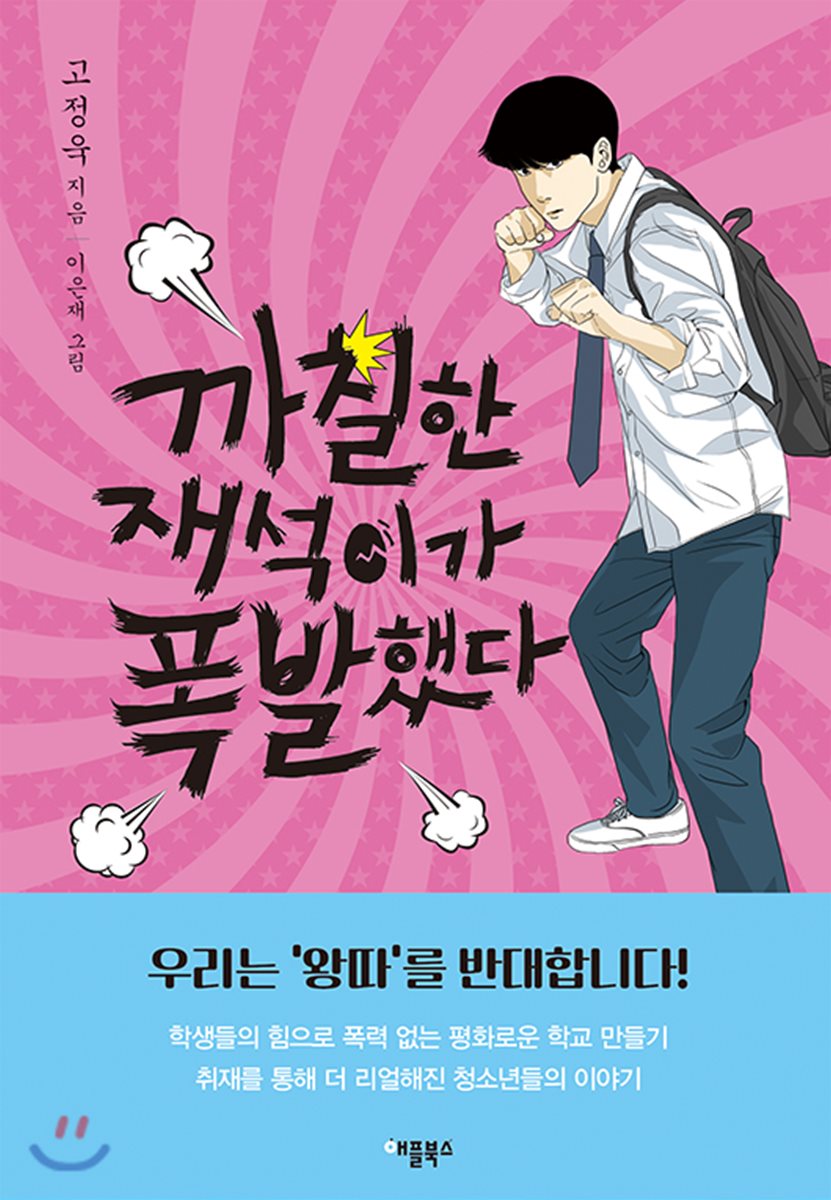 고정욱 지음 | 이은재 그림
까칠한
재석이가
폭발했다
우리는 '왕따'를 반대합니다!
학생들의 힘으로 폭력 없는 평화로운 학교 만들기
취재를 통해 더 리얼해진 청소년들의 이야기
애플북스